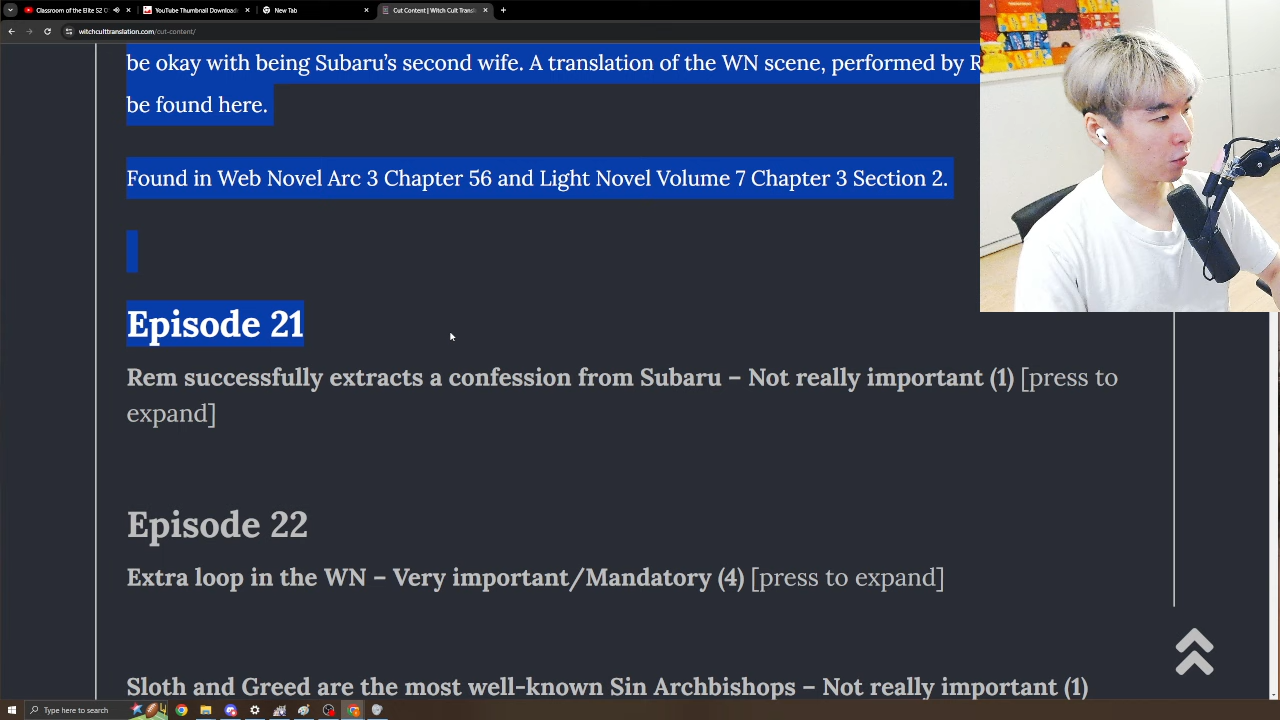 Classroom of the Elite S2 O
YouTube Thumbnail Download
New Tab
Cut Content | Witch Cult Trans
witchculttranslation.com/cut-content/
be okay with being Subaru’s second wife. A translation of the WN scene, performed by R
be found here.
Found in Web Novel Arc 3 Chapter 56 and Light Novel Volume 7 Chapter 3 Section 2.
Episode 21
Rem successfully extracts a confession from Subaru – Not really important (1) [press to
expand]
Episode 22
Extra loop in the WN – Very important/Mandatory (4) [press to expand]
Sloth and Greed are the most well-known Sin Archbishops – Not really important (1)
Type here to search